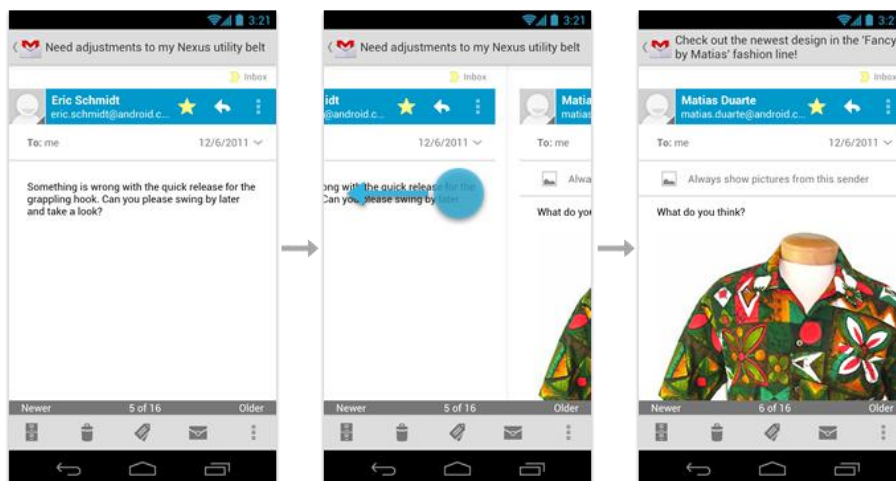 3:21
Need adjustments to my Nexus utility belt
Inbox
Eric Schmidt
eric.schmidt@android.c...
To: me
12/6/2011
Something is wrong with the quick release for the
grappling hook. Can you please swing by later
and take a look?
Newer
5 of 16
Older
3:21
Need adjustments to my Nexus utility belt
Inbox
idt
@android.c...
12/6/2011
ong with the quick release for the
Can you please swing by later
Matia
matias
To: me
Alwa
What do you
Newer
5 of 16
Older
3:2
Check out the newest design in the 'Fancy
by Matias' fashion line!
Inbox
Matias Duarte
matias.duarte@android.c...
To: me
12/6/2011
Always show pictures from this sender
What do you think?
Newer
6 of 16
Older